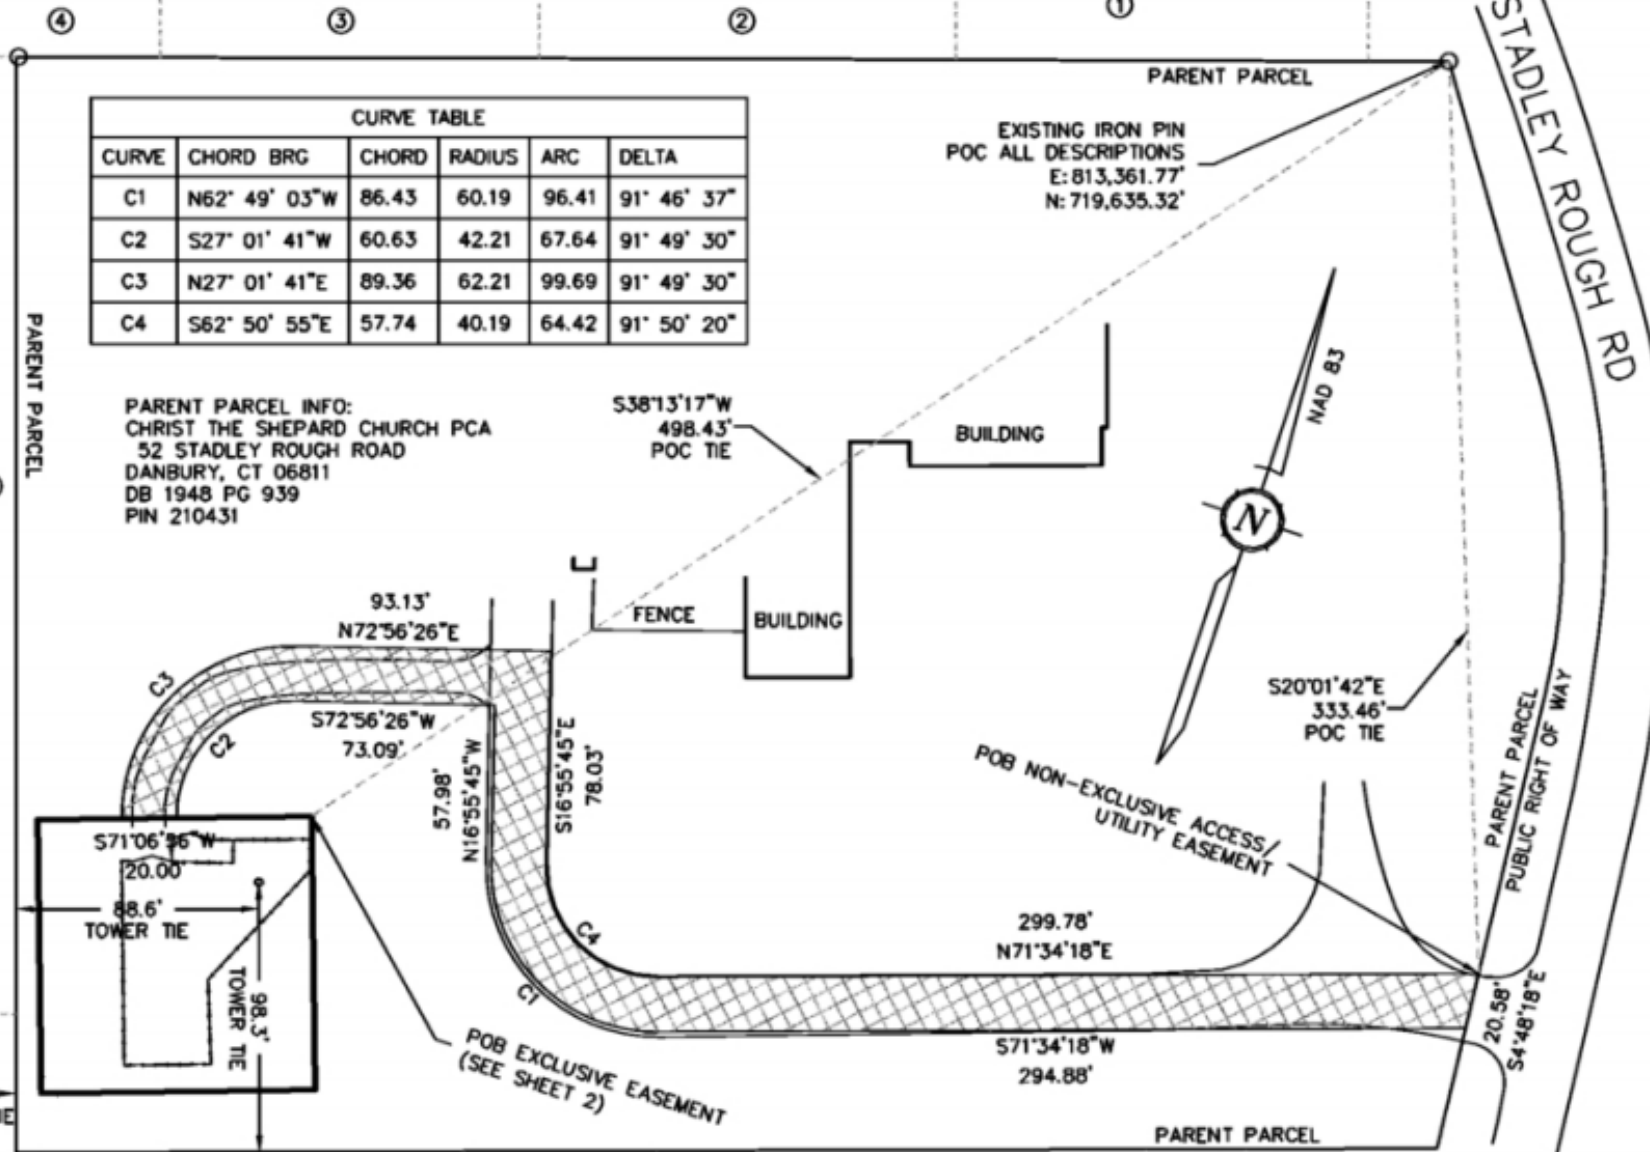 ④ ③ ② ①
STADLEY ROUGH RD
PARENT PARCEL
CURVE TABLE
CURVE CHORD BRG CHORD RADIUS ARC DELTA
C1 N62° 49' 03"W 86.43 60.19 96.41 91° 46' 37"
C2 S27° 01' 41"W 60.63 42.21 67.64 91° 49' 30"
C3 N27° 01' 41"E 89.36 62.21 99.69 91° 49' 30"
C4 S62° 50' 55"E 57.74 40.19 64.42 91° 50' 20"
EXISTING IRON PIN
POC ALL DESCRIPTIONS
E: 813,361.77'
N: 719,635.32'
PARENT PARCEL
PARENT PARCEL INFO:
CHRIST THE SHEPARD CHURCH PCA
52 STADLEY ROUGH ROAD
DANBURY, CT 06811
DB 1948 PG 939
PIN 210431
S38°13'17"W
498.43'
POC TIE
BUILDING
NAD 83
N
FENCE
BUILDING
93.13'
N72°56'26"E
C3
C2
S72°56'26"W
73.09'
57.98'
N16°55'45"W
S16°55'45"E
78.03'
S20°01'42"E
333.46'
POC TIE
PARENT PARCEL
PUBLIC RIGHT OF WAY
POB NON-EXCLUSIVE ACCESS/
UTILITY EASEMENT
S71°06'56"W
20.00
88.6'
TOWER TIE
98.3'
TOWER TIE
C4
C1
299.78'
N71°34'18"E
S71°34'18"W
294.88'
20.58'
S4°48'18"E
POB EXCLUSIVE EASEMENT
(SEE SHEET 2)
PARENT PARCEL